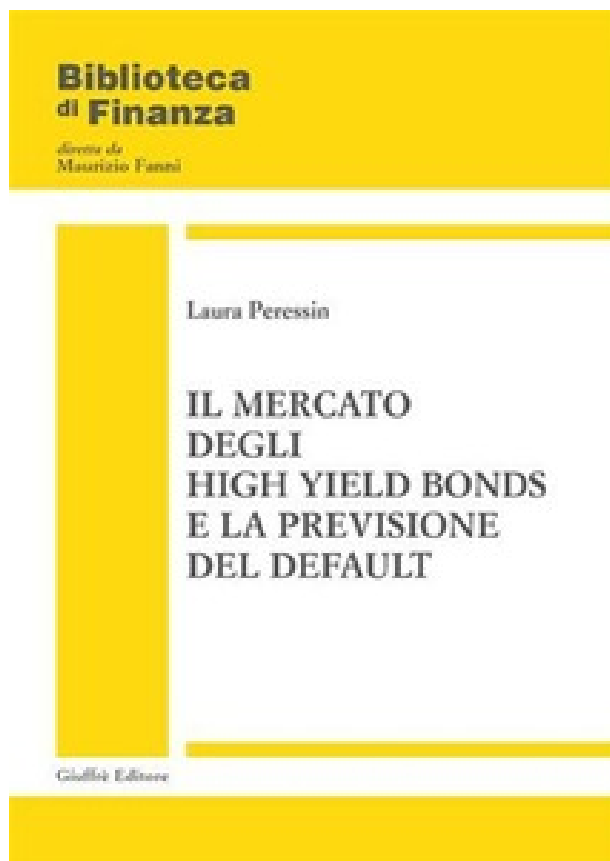 Biblioteca
di Finanza
diretta da
Maurizio Fanni
Laura Peressin
IL MERCATO
DEGLI
HIGH YIELD BONDS
E LA PREVISIONE
DEL DEFAULT
Giuffrè Editore